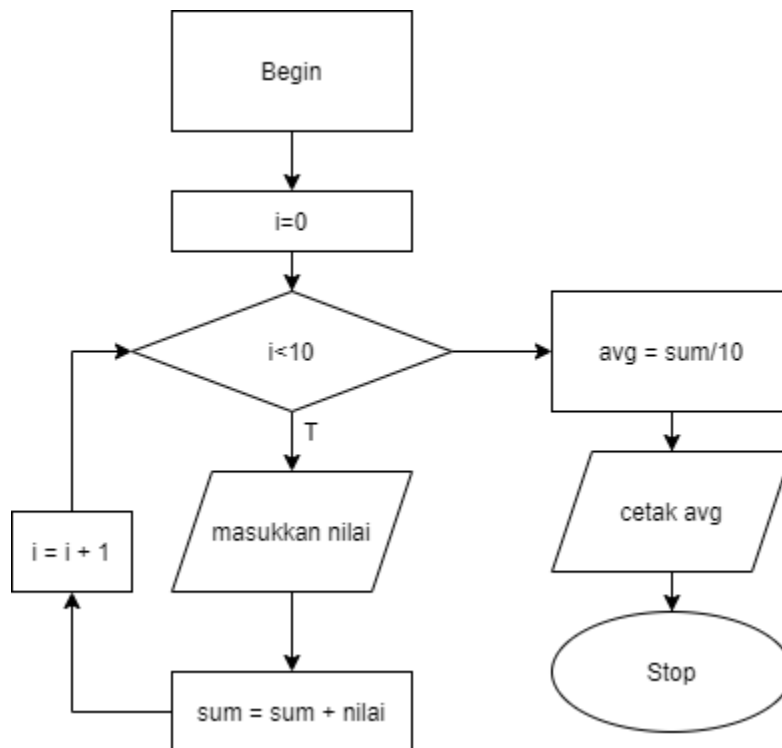 Begin
i=0
i<10
T
masukkan nilai
sum = sum + nilai
i = i + 1
avg = sum/10
cetak avg
Stop